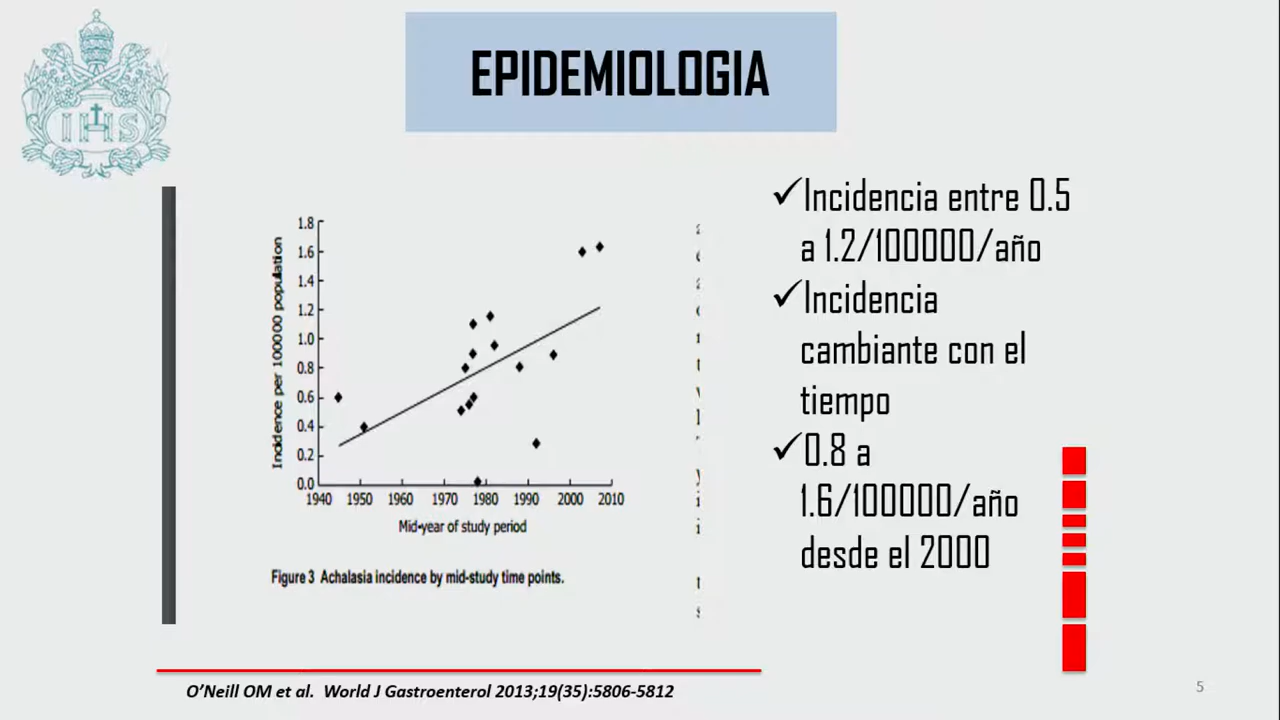 EPIDEMIOLOGIA
IHS
1.8
1.6
1.4
1.2
1.0
0.8
0.6
0.4
0.2
0.0
Incidence per 100000 population
1940 1950 1960 1970 1980 1990 2000 2010
Mid-year of study period
Figure 3 Achalasia incidence by mid-study time points.
✓Incidencia entre 0.5
a 1.2/100000/año
✓Incidencia
cambiante con el
tiempo
✓0.8 a
1.6/100000/año
desde el 2000
O'Neill OM et al. World J Gastroenterol 2013;19(35):5806-5812
5